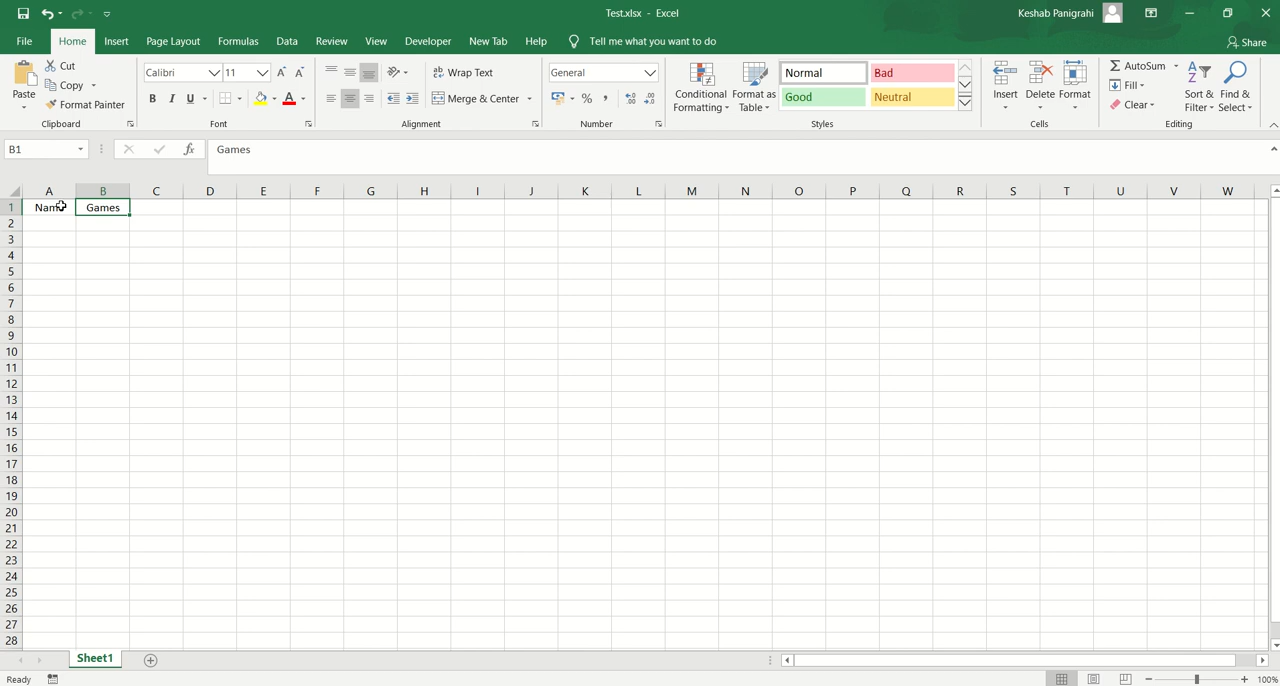 Test.xlsx - Excel
Keshab Panigrahi
File Home Insert Page Layout Formulas Data Review View Developer New Tab Help Tell me what you want to do Share
Paste
Cut
Copy
Format Painter
Clipboard
Calibri 11
B I U
Font
Wrap Text
Merge & Center
Alignment
General
%
Number
Conditional Formatting
Format as Table
Normal Bad
Good Neutral
Styles
Insert Delete Format
Cells
AutoSum
Fill
Clear
Sort & Filter
Find & Select
Editing
B1 fx Games
A B C D E F G H I J K L M N O P Q R S T U V W
1 Games
2
3
4
5
6
7
8
9
10
11
12
13
14
15
16
17
18
19
20
21
22
23
24
25
26
27
28
Sheet1
Ready 100%